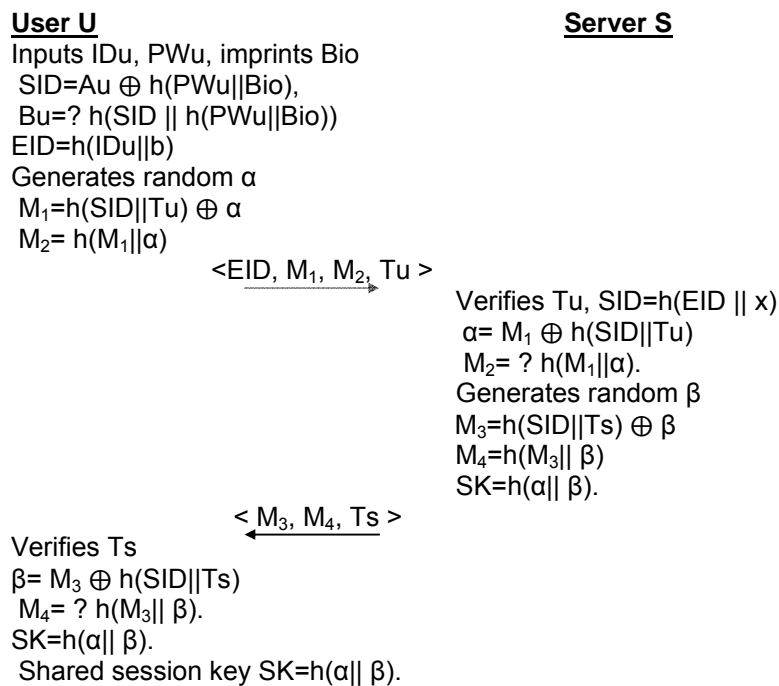 User U
Server S
Inputs IDu, PWu, imprints Bio
SID=Au ⊕ h(PWu||Bio),
Bu=? h(SID || h(PWu||Bio))
EID=h(IDu||b)
Generates random α
M₁=h(SID||Tu) ⊕ α
M₂= h(M₁||α)
<EID, M₁, M₂, Tu >
Verifies Tu, SID=h(EID || x)
α= M₁ ⊕ h(SID||Tu)
M₂= ? h(M₁||α).
Generates random β
M₃=h(SID||Ts) ⊕ β
M₄=h(M₃|| β)
SK=h(α|| β).
< M₃, M₄, Ts >
Verifies Ts
β= M₃ ⊕ h(SID||Ts)
M₄= ? h(M₃|| β).
SK=h(α|| β).
Shared session key SK=h(α|| β).